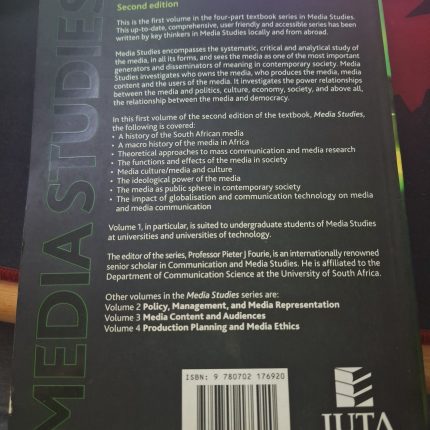 MEDIA STUDIES
Second edition
This is the first volume in the four-part textbook series in Media Studies.
This up-to-date, comprehensive, user friendly and accessible series has been
written by key thinkers in Media Studies locally and from abroad.
Media Studies encompasses the systematic, critical and analytical study of
the media, in all its forms, and sees the media as one of the most important
generators and disseminators of meaning in contemporary society. Media
Studies investigates who owns the media, who produces the media, media
content and the users of the media. It investigates the power relationships
between the media and politics, culture, economy, society, and above all,
the relationship between the media and democracy.
In this first volume of the second edition of the textbook, Media Studies,
the following is covered:
• A history of the South African media
• A macro history of the media in Africa
• Theoretical approaches to mass communication and media research
• The functions and effects of the media in society
• Media culture/media and culture
• The ideological power of the media
• The media as public sphere in contemporary society
• The impact of globalisation and communication technology on media
and media communication
Volume 1, in particular, is suited to undergraduate students of Media Studies
at universities and universities of technology.
The editor of the series, Professor Pieter J Fourie, is an internationally renowned
senior scholar in Communication and Media Studies. He is affiliated to the
Department of Communication Science at the University of South Africa.
Other volumes in the Media Studies series are:
Volume 2 Policy, Management, and Media Representation
Volume 3 Media Content and Audiences
Volume 4 Production Planning and Media Ethics
ISBN: 9 780702 176920
JUTA